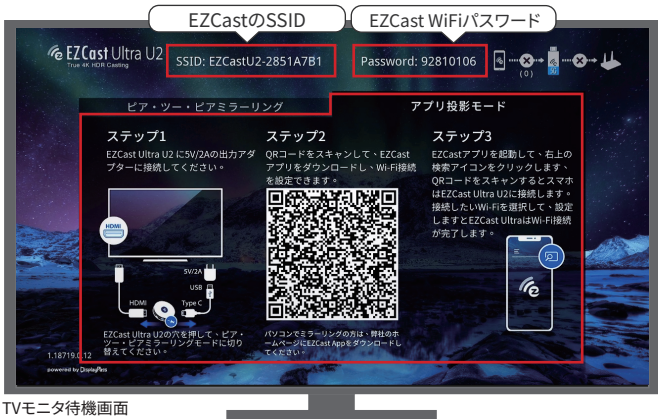 EZCastのSSID
EZCast WiFiパスワード
EZCast Ultra U2
True 4K HDR Casting
SSID: EZCastU2-2851A7B1
Password: 92810106
( 0 )
5G
ピア・ツー・ピアミラーリング
アプリ投影モード
ステップ1
EZCast Ultra U2 に5V/2Aの出力アダ
プターに接続してください。
HDMI
5V/2A
USB
HDMI
Type C
EZCast Ultra U2の穴を押して、ピア・
ツー・ピアミラーリングモードに切り
替えてください。
ステップ2
QRコードをスキャンして、EZCast
アプリをダウンロードし、Wi-Fi接続
を設定できます。
パソコンでミラーリングの方は、弊社のホ
ームページにEZCast Appをダウンロードし
てください。
ステップ3
EZCastアプリを起動して、右上の
検索アイコンをクリックします、
QRコードをスキャンするとスマホ
はEZCast Ultra U2に接続します。
接続したいWi-Fiを選択して、設定
しますとEZCast UltraはWi-Fi接続
が完了します。
1.18719.0.12
powered by DisplayPass
TVモニタ待機画面